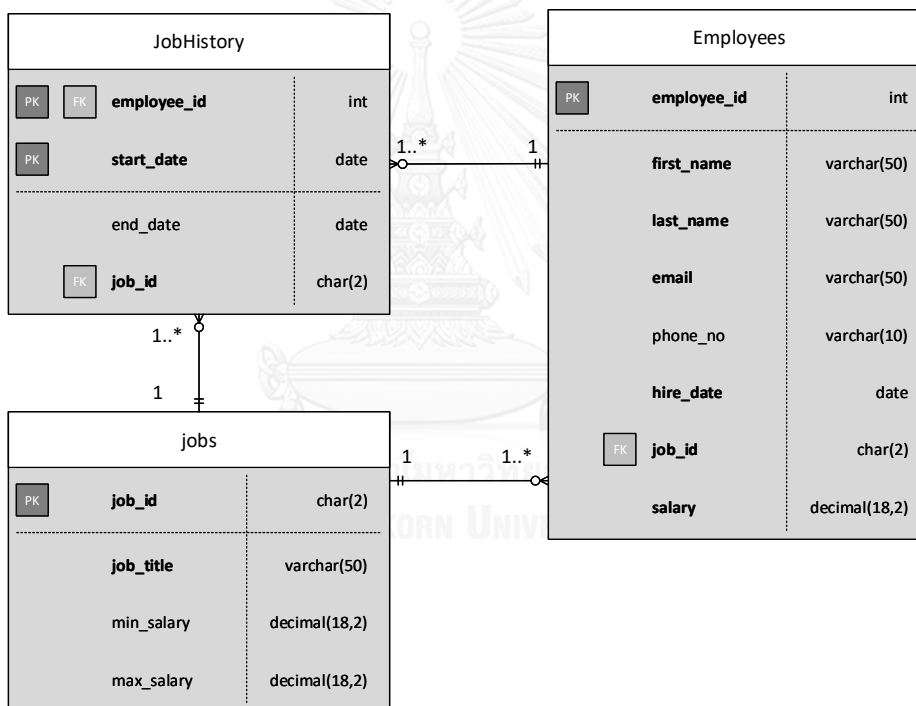 JobHistory
PK FK employee_id int
PK start_date date
end_date date
FK job_id char(2)
1..* 1
Employees
PK employee_id int
first_name varchar(50)
last_name varchar(50)
email varchar(50)
phone_no varchar(10)
hire_date date
FK job_id char(2)
salary decimal(18,2)
1..*
1
jobs
PK job_id char(2)
job_title varchar(50)
min_salary decimal(18,2)
max_salary decimal(18,2)
1 1..*